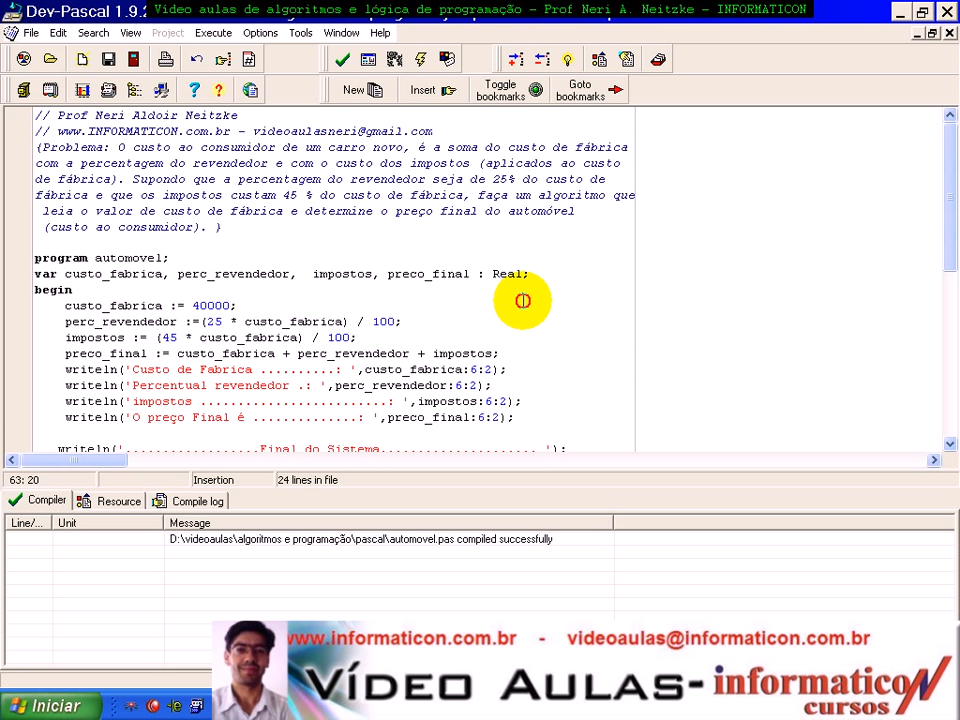 Dev-Pascal 1.9.2
Vídeo aulas de algoritmos e lógica de programação - Prof Neri A. Neitzke - INFORMATICON
File Edit Search View Project Execute Options Tools Window Help
New Insert Toggle bookmarks Goto bookmarks
// Prof Neri Aldoir Neitzke
// www.INFORMATICON.com.br - videoaulasneri@gmail.com
{Problema: O custo ao consumidor de um carro novo, é a soma do custo de fábrica
com a percentagem do revendedor e com o custo dos impostos (aplicados ao custo
de fábrica). Supondo que a percentagem do revendedor seja de 25% do custo de
fábrica e que os impostos custam 45 % do custo de fábrica, faça um algoritmo que
leia o valor de custo de fábrica e determine o preço final do automóvel
(custo ao consumidor). }
program automovel;
var custo_fabrica, perc_revendedor,  impostos, preco_final : Real;
begin
custo_fabrica := 40000;
perc_revendedor :=(25 * custo_fabrica) / 100;
impostos := (45 * custo_fabrica) / 100;
preco_final := custo_fabrica + perc_revendedor + impostos;
writeln('Custo de Fabrica ..........: ',custo_fabrica:6:2);
writeln('Percentual revendedor .: ',perc_revendedor:6:2);
writeln('impostos .........................: ',impostos:6:2);
writeln('O preço Final é ..............: ',preco_final:6:2);
writeln('..................Final do Sistema..................... ');
63: 20 Insertion 24 lines in file
Compiler Resource Compile log
Line/... Unit Message
D:\videoaulas\algoritmos e programação\pascal\automovel.pas compiled successfully
www.informaticon.com.br - videoaulas@informaticon.com.br
Vídeo Aulas- informaticon
cursos
Iniciar